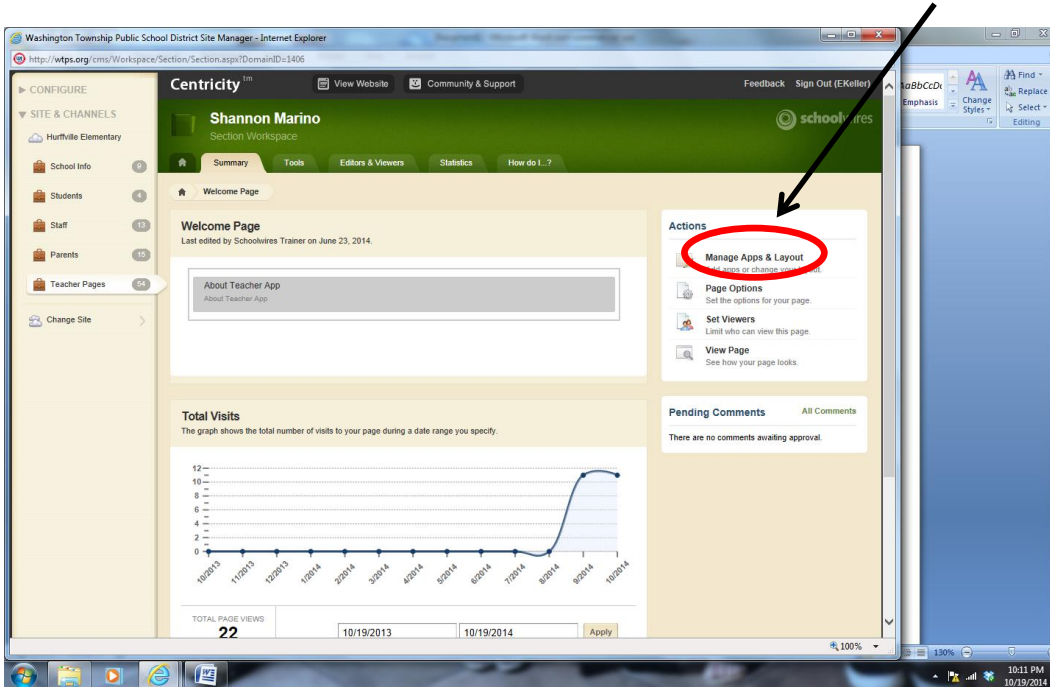 Washington Township Public School District Site Manager - Internet Explorer
http://wtps.org/cms/Workspace/Section/Section.aspx?DomainID=1406
CONFIGURE
SITE & CHANNELS
Hurffville Elementary
School Info 9
Students 4
Staff 13
Parents 15
Teacher Pages 54
Change Site
Centricity tm
View Website
Community & Support
Feedback
Sign Out (EKeller)
Shannon Marino
Section Workspace
schoolwires
Summary
Tools
Editors & Viewers
Statistics
How do I...?
Welcome Page
Welcome Page
Last edited by Schoolwires Trainer on June 23, 2014.
About Teacher App
About Teacher App
Actions
Manage Apps & Layout
Add apps or change your layout.
Page Options
Set the options for your page.
Set Viewers
Limit who can view this page.
View Page
See how your page looks.
Pending Comments
All Comments
There are no comments awaiting approval.
Total Visits
The graph shows the total number of visits to your page during a date range you specify.
12
10
8
6
4
2
0
10/2013 11/2013 12/2013 1/2014 2/2014 3/2014 4/2014 5/2014 6/2014 7/2014 8/2014 9/2014 10/2014
TOTAL PAGE VIEWS
22
10/19/2013
10/19/2014
Apply
100%
AaBbCcDc
Emphasis
Change
Styles
Find
Replace
Select
Editing
130%
10:11 PM
10/19/2014